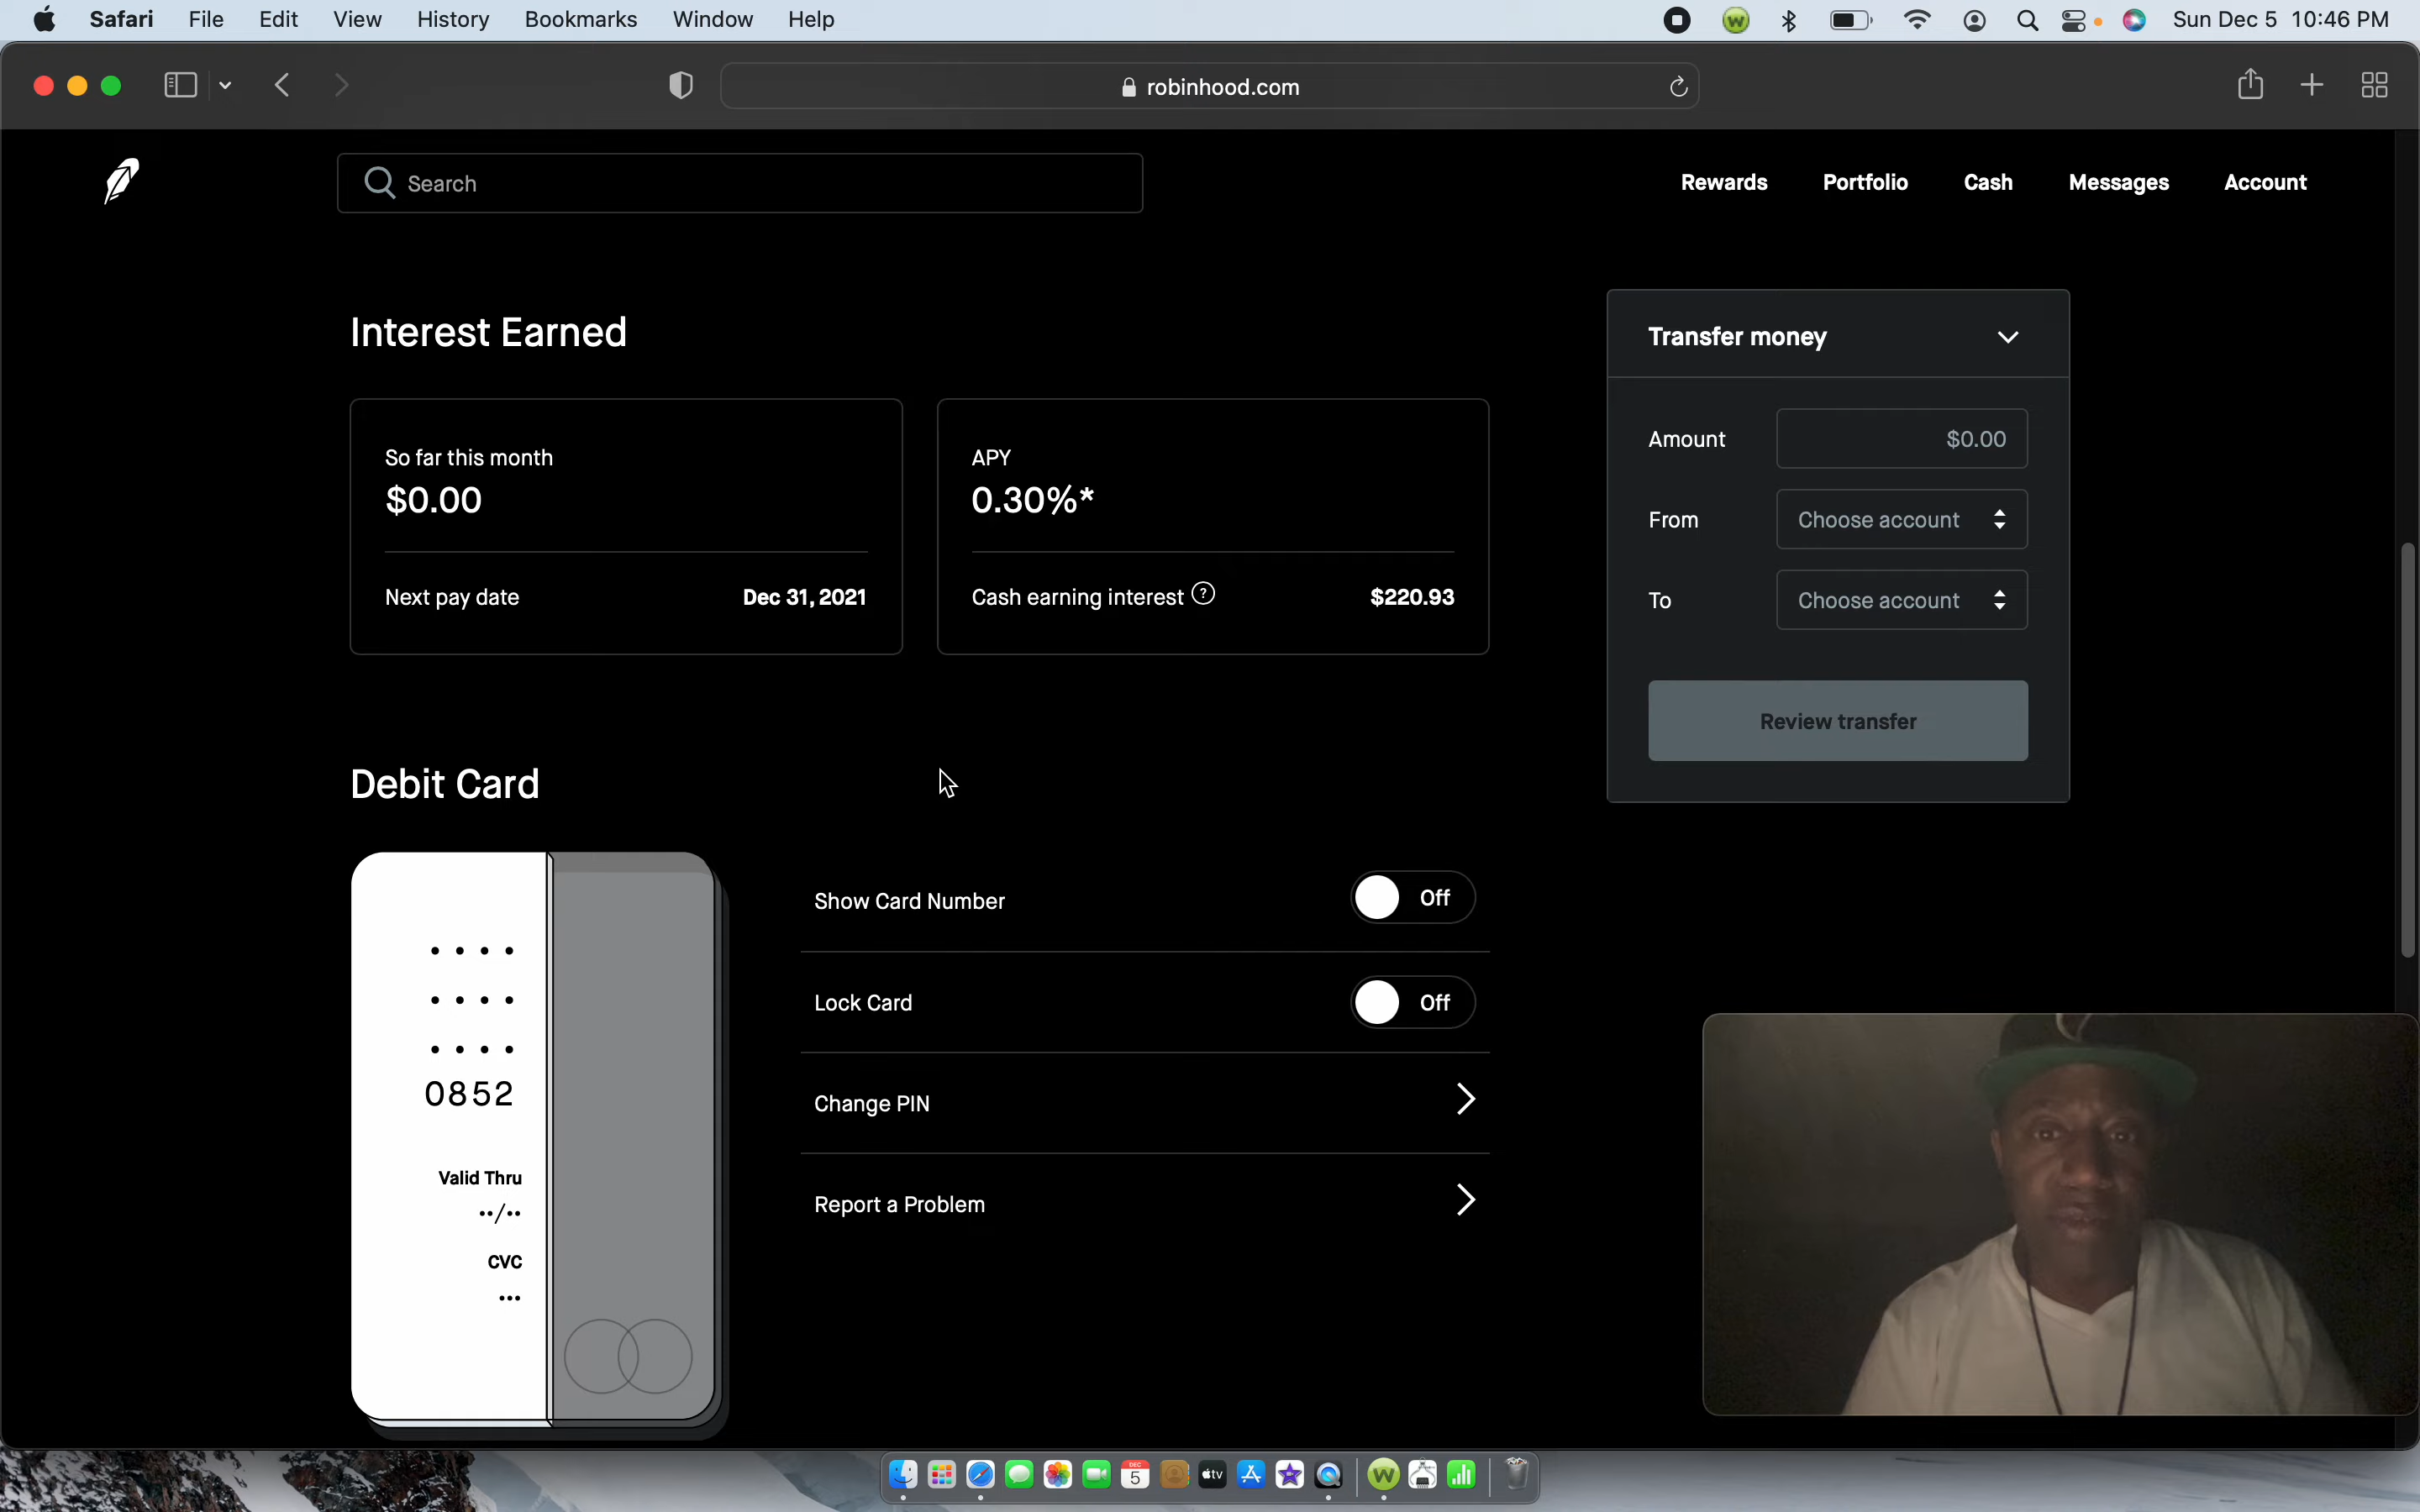 Safari File Edit View History Bookmarks Window Help Sun Dec 5 10:46 PM
robinhood.com
Search
Rewards Portfolio Cash Messages Account
Interest Earned
So far this month
$0.00
Next pay date Dec 31, 2021
APY
0.30%*
Cash earning interest ? $220.93
Transfer money
Amount $0.00
From Choose account
To Choose account
Review transfer
Debit Card
•••• 
••••
••••
0852
Valid Thru
••/••
CVC
•••
Show Card Number Off
Lock Card Off
Change PIN
Report a Problem
DEC
5
tv
W